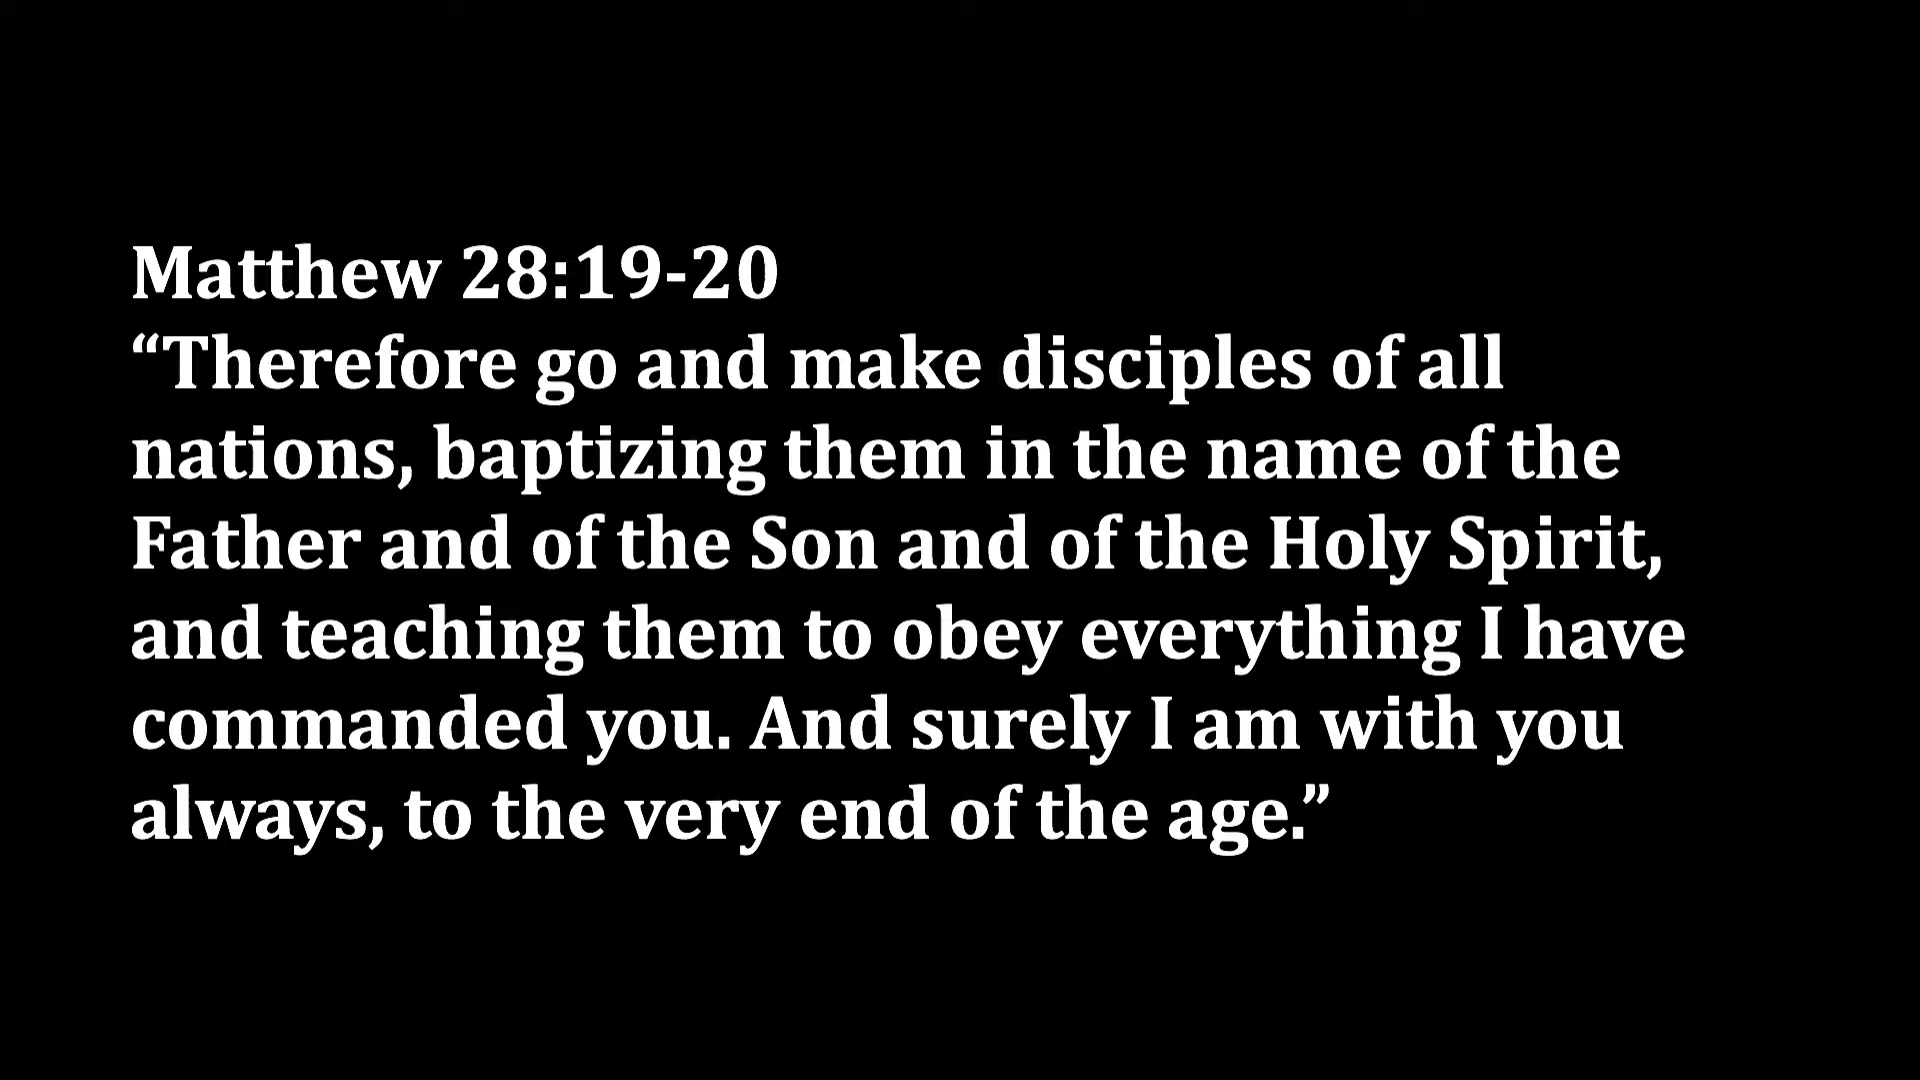 Matthew 28:19-20
“Therefore go and make disciples of all
nations, baptizing them in the name of the
Father and of the Son and of the Holy Spirit,
and teaching them to obey everything I have
commanded you. And surely I am with you
always, to the very end of the age.”